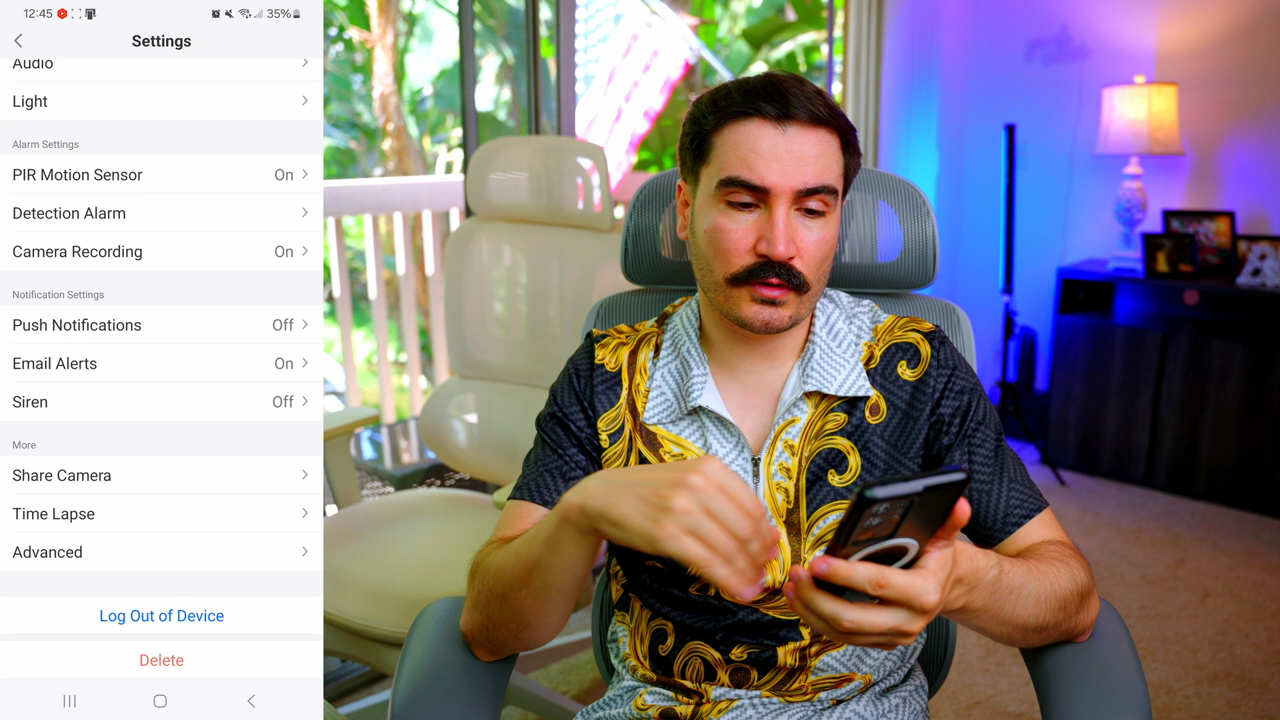 12:45 35%
Settings
Audio
Light
Alarm Settings
PIR Motion Sensor On
Detection Alarm
Camera Recording On
Notification Settings
Push Notifications Off
Email Alerts On
Siren Off
More
Share Camera
Time Lapse
Advanced
Log Out of Device
Delete